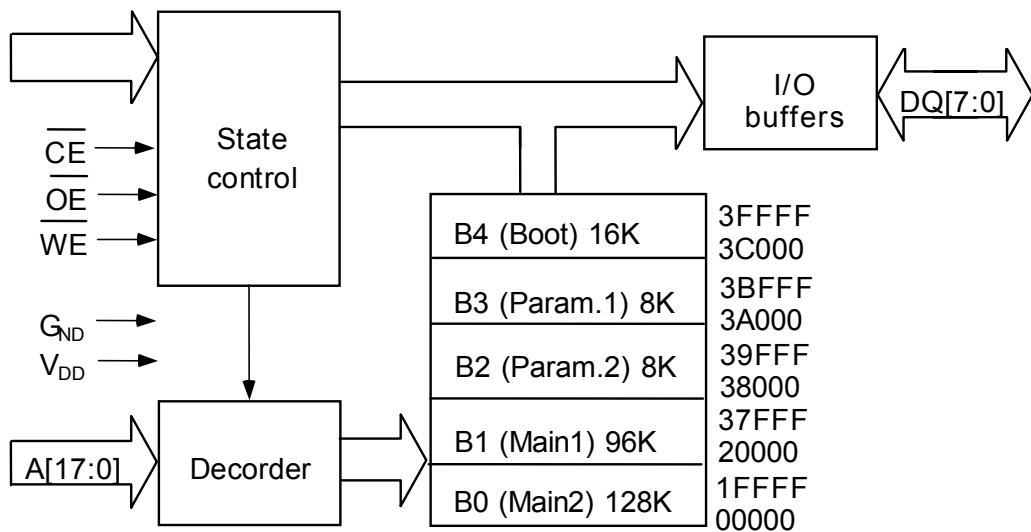 State
control
I/O
buffers
DQ[7:0]
CE
OE
WE
GND
VDD
A[17:0]
Decorder
B4 (Boot) 16K
3FFFF
3C000
B3 (Param.1) 8K
3BFFF
3A000
B2 (Param.2) 8K
39FFF
38000
B1 (Main1) 96K
37FFF
20000
B0 (Main2) 128K
1FFFF
00000